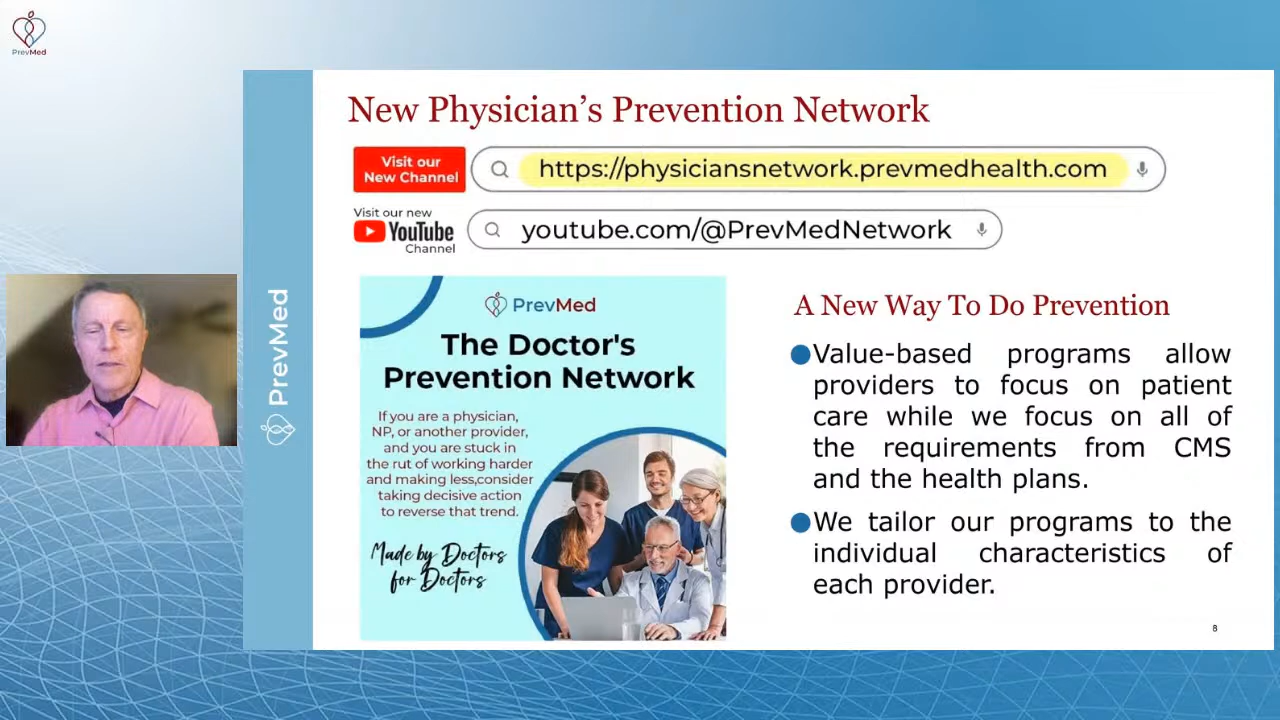 PrevMed
New Physician's Prevention Network
Visit our
New Channel
https://physiciansnetwork.prevmedhealth.com
Visit our new
YouTube
Channel
youtube.com/@PrevMedNetwork
PrevMed
PrevMed
The Doctor's
Prevention Network
If you are a physician,
NP, or another provider,
and you are stuck in
the rut of working harder
and making less,consider
taking decisive action
to reverse that trend.
Made by Doctors
for Doctors
A New Way To Do Prevention
Value-based programs allow
providers to focus on patient
care while we focus on all of
the requirements from CMS
and the health plans.
We tailor our programs to the
individual characteristics of
each provider.
8